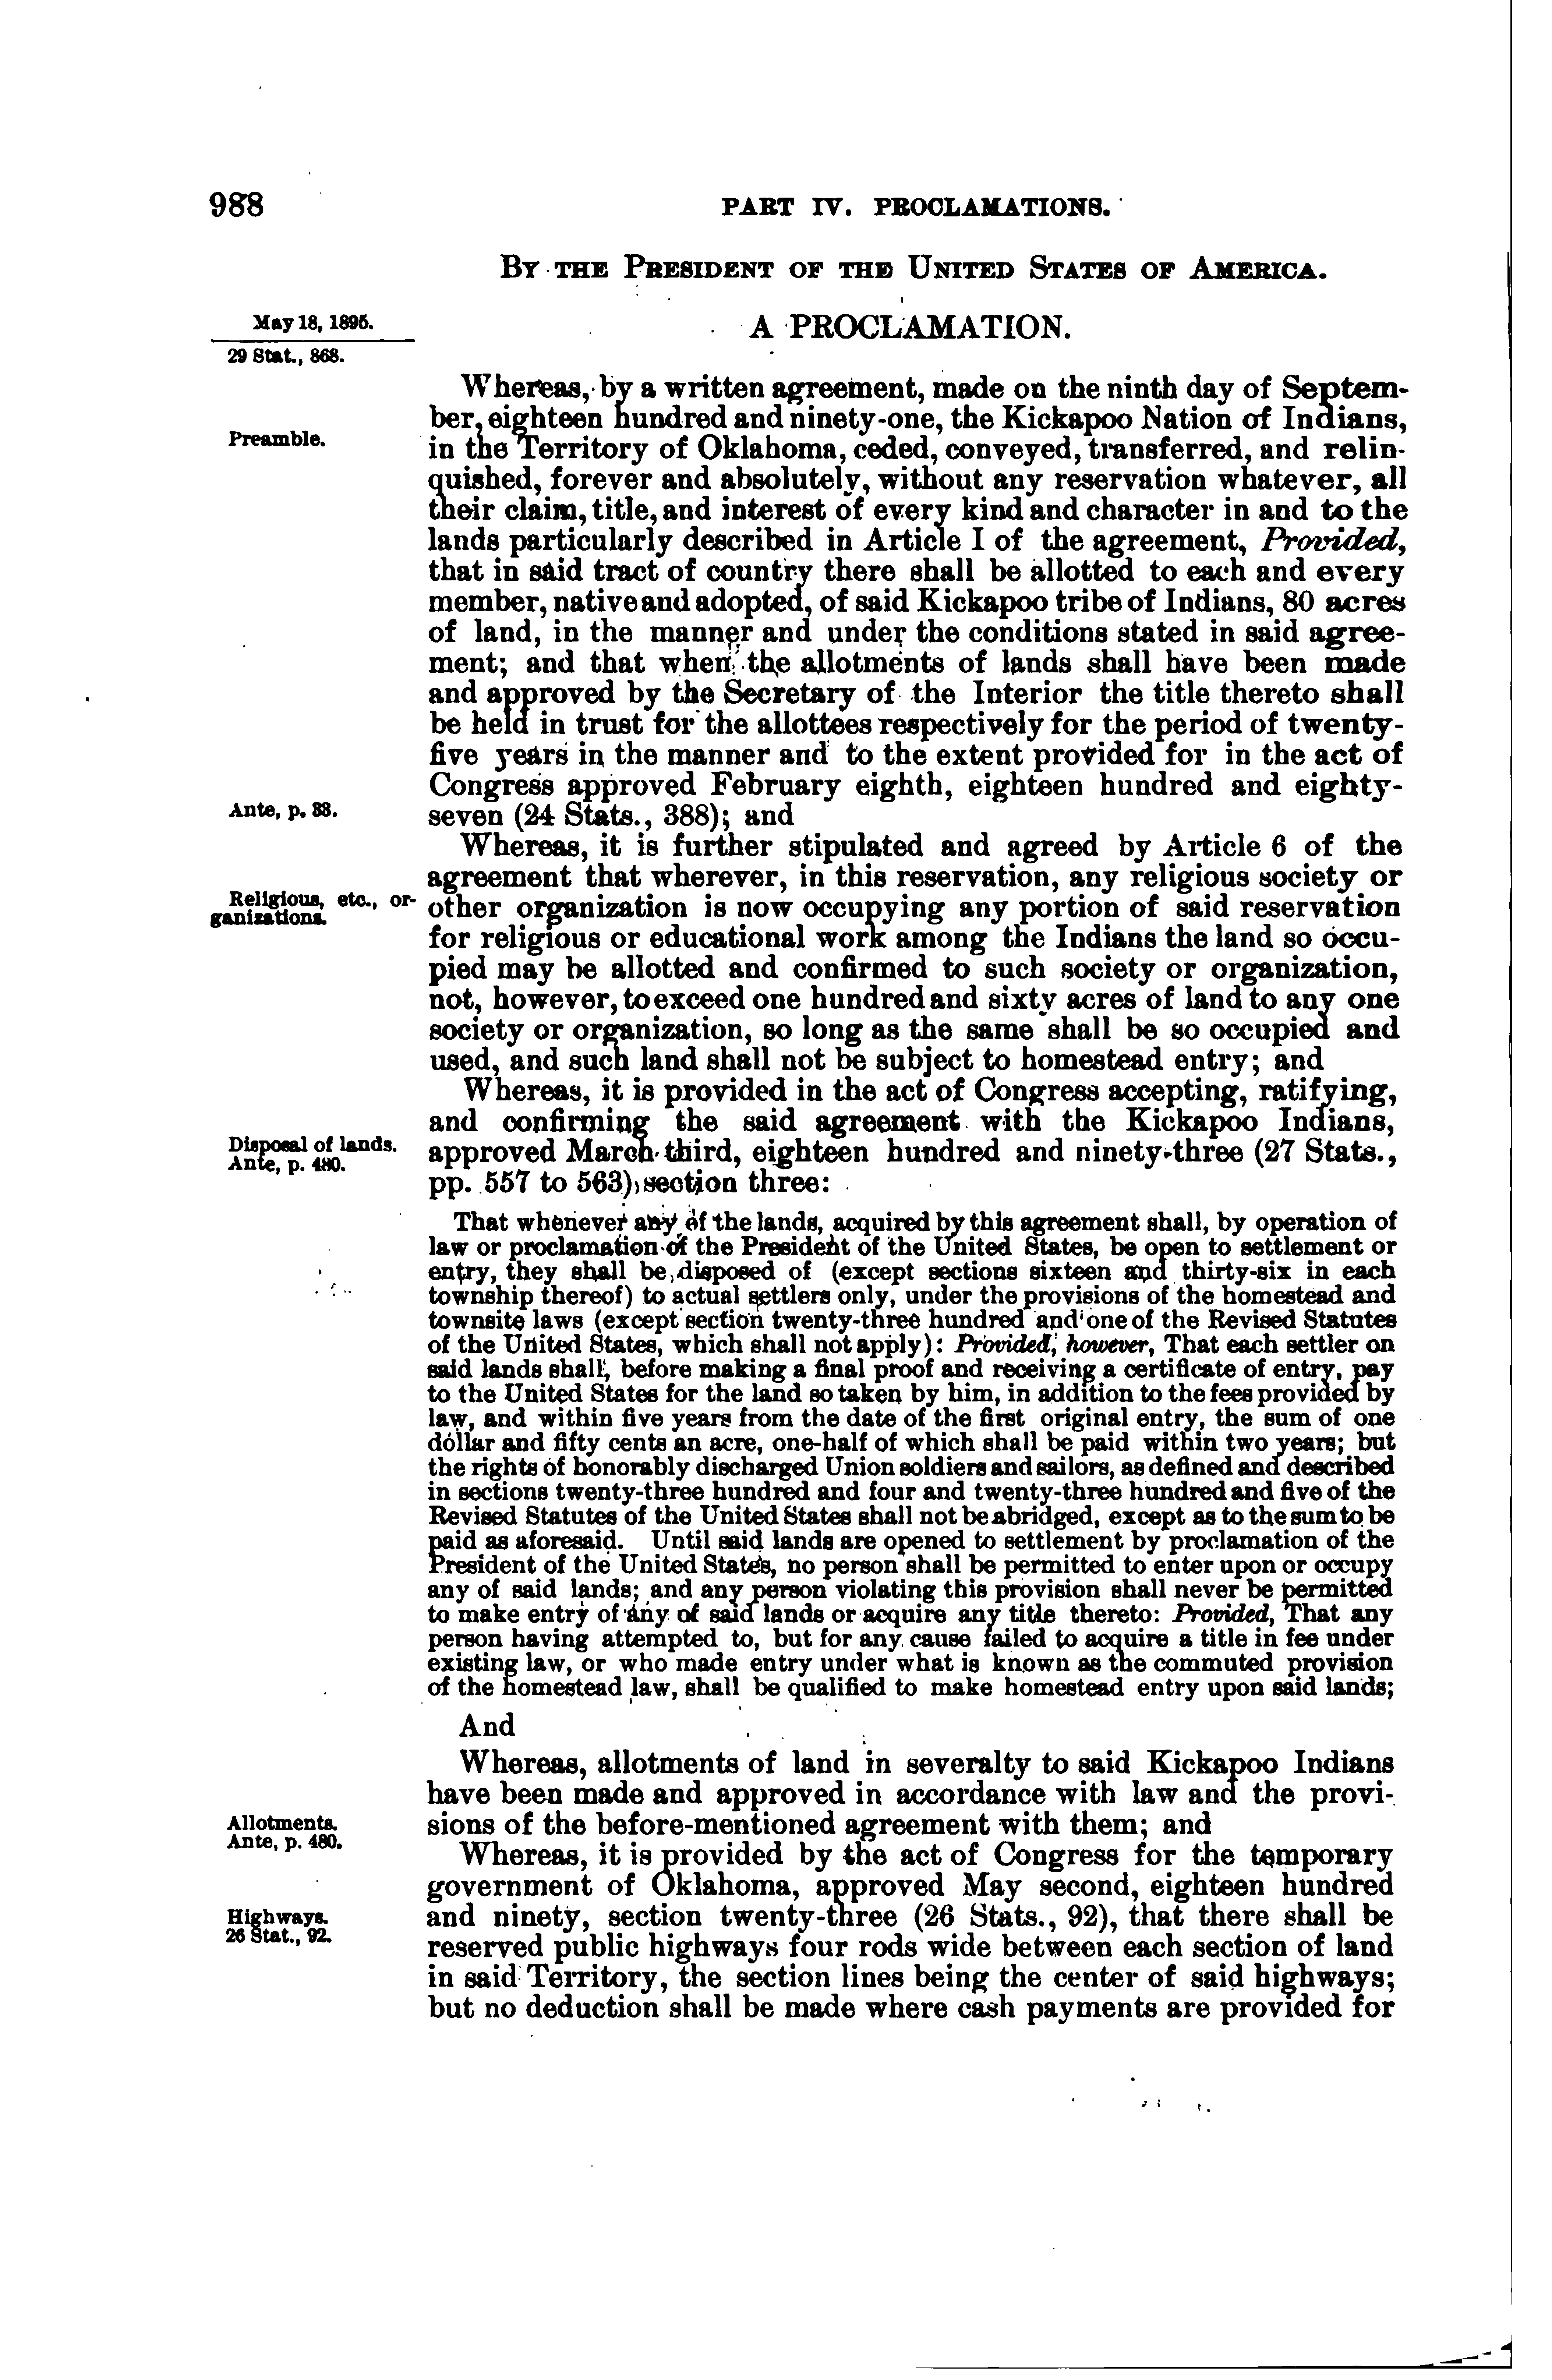 988
PART IV. PROCLAMATIONS.
BY THE PRESIDENT OF THE UNITED STATES OF AMERICA.
May 18, 1895.
29 Stat., 868.
A PROCLAMATION.
Whereas, by a written agreement, made on the ninth day of Septem-
ber, eighteen hundred and ninety-one, the Kickapoo Nation of Indians,
Preamble.
in the Territory of Oklahoma, ceded, conveyed, transferred, and relin-
quished, forever and absolutely, without any reservation whatever, all
their claim, title, and interest of every kind and character in and to the
lands particularly described in Article I of the agreement, Provided,
that in said tract of country there shall be allotted to each and every
member, native and adopted, of said Kickapoo tribe of Indians, 80 acres
of land, in the manner and under the conditions stated in said agree-
ment; and that when the allotments of lands shall have been made
and approved by the Secretary of the Interior the title thereto shall
be held in trust for the allottees respectively for the period of twenty-
five years in the manner and to the extent provided for in the act of
Congress approved February eighth, eighteen hundred and eighty-
Ante, p. 38.
seven (24 Stats., 388); and
Whereas, it is further stipulated and agreed by Article 6 of the
agreement that wherever, in this reservation, any religious society or
Religious, etc., or-
ganizations.
other organization is now occupying any portion of said reservation
for religious or educational work among the Indians the land so occu-
pied may be allotted and confirmed to such society or organization,
not, however, to exceed one hundred and sixty acres of land to any one
society or organization, so long as the same shall be so occupied and
used, and such land shall not be subject to homestead entry; and
Whereas, it is provided in the act of Congress accepting, ratifying,
and confirming the said agreement with the Kickapoo Indians,
Disposal of lands.
Ante, p. 480.
approved March third, eighteen hundred and ninety-three (27 Stats.,
pp. 557 to 563), section three:
That whenever any of the lands, acquired by this agreement shall, by operation of
law or proclamation of the President of the United States, be open to settlement or
entry, they shall be disposed of (except sections sixteen and thirty-six in each
township thereof) to actual settlers only, under the provisions of the homestead and
townsite laws (except section twenty-three hundred and one of the Revised Statutes
of the United States, which shall not apply): Provided, however, That each settler on
said lands shall, before making a final proof and receiving a certificate of entry, pay
to the United States for the land so taken by him, in addition to the fees provided by
law, and within five years from the date of the first original entry, the sum of one
dollar and fifty cents an acre, one-half of which shall be paid within two years; but
the rights of honorably discharged Union soldiers and sailors, as defined and described
in sections twenty-three hundred and four and twenty-three hundred and five of the
Revised Statutes of the United States shall not be abridged, except as to the sum to be
paid as aforesaid. Until said lands are opened to settlement by proclamation of the
President of the United States, no person shall be permitted to enter upon or occupy
any of said lands; and any person violating this provision shall never be permitted
to make entry of any of said lands or acquire any title thereto: Provided, That any
person having attempted to, but for any cause failed to acquire a title in fee under
existing law, or who made entry under what is known as the commuted provision
of the homestead law, shall be qualified to make homestead entry upon said lands;
And
Whereas, allotments of land in severalty to said Kickapoo Indians
have been made and approved in accordance with law and the provi-
Allotments.
Ante, p. 480.
sions of the before-mentioned agreement with them; and
Whereas, it is provided by the act of Congress for the temporary
government of Oklahoma, approved May second, eighteen hundred
Highways.
26 Stat., 92.
and ninety, section twenty-three (26 Stats., 92), that there shall be
reserved public highways four rods wide between each section of land
in said Territory, the section lines being the center of said highways;
but no deduction shall be made where cash payments are provided for